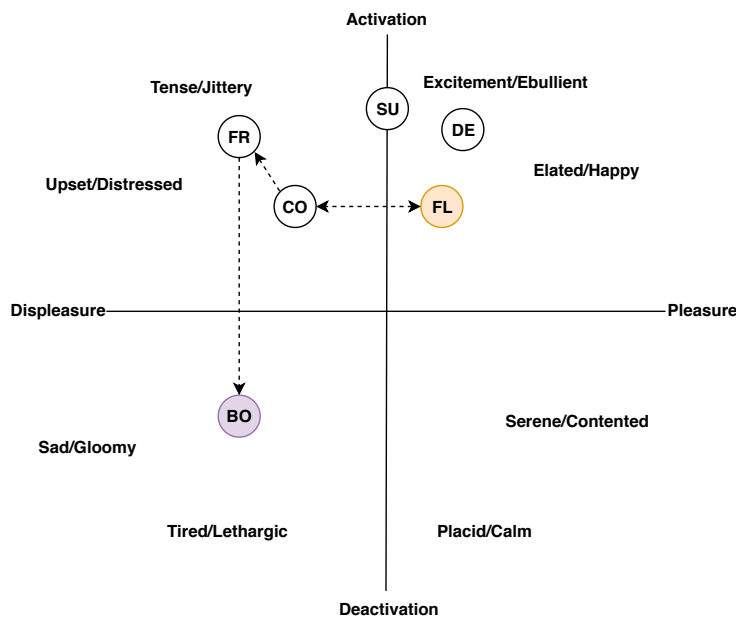 Activation
Excitement/Ebullient
Tense/Jittery
SU
DE
FR
Elated/Happy
Upset/Distressed
CO
FL
Displeasure
Pleasure
BO
Serene/Contented
Sad/Gloomy
Tired/Lethargic
Placid/Calm
Deactivation